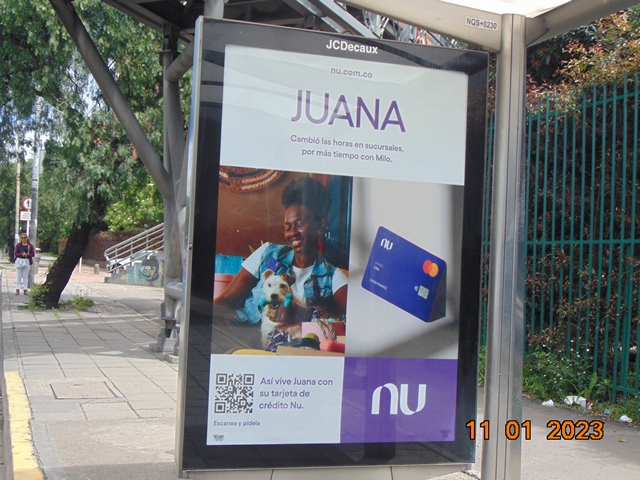 NQS+0230
JCDecaux
nu.com.co
JUANA
Cambió las horas en sucursales,
por más tiempo con Milo.
nu
Así vive Juana con
su tarjeta de
crédito Nu.
Escanea y pídela
nu
11 01 2023